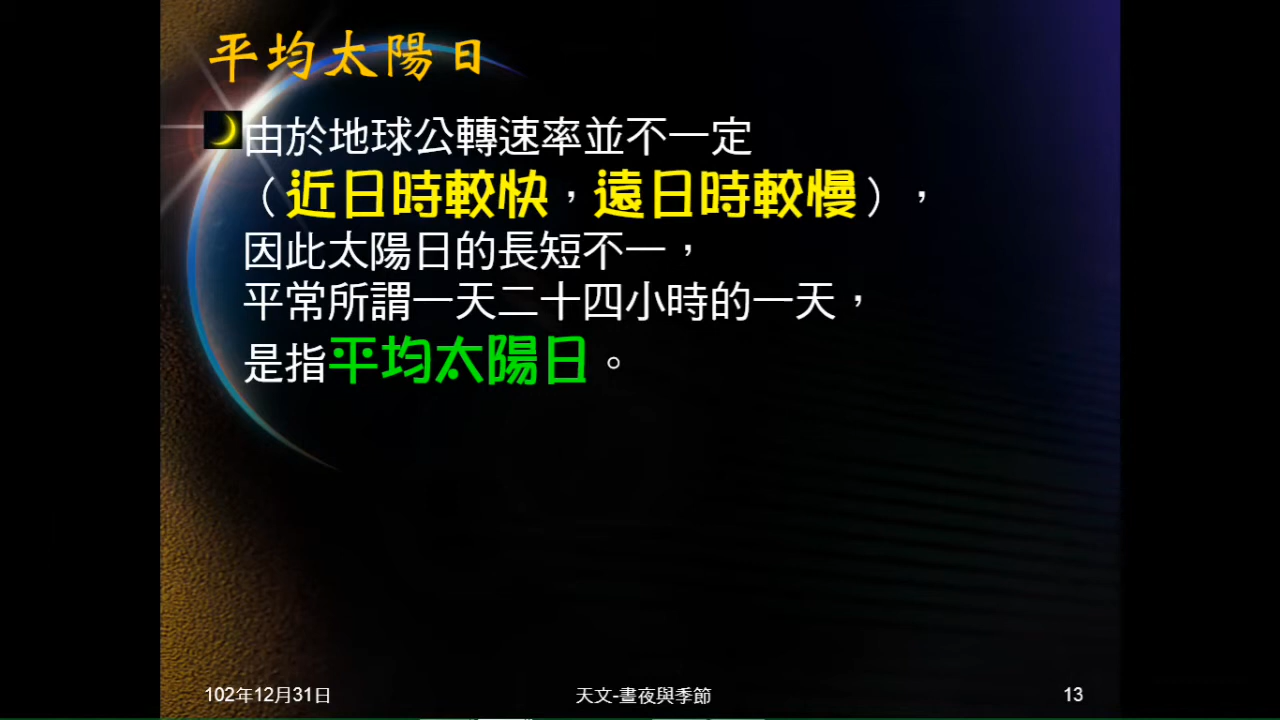 平均太陽日
由於地球公轉速率並不一定
（近日時較快，遠日時較慢），
因此太陽日的長短不一，
平常所謂一天二十四小時的一天，
是指平均太陽日。
102年12月31日
天文-晝夜與季節
13